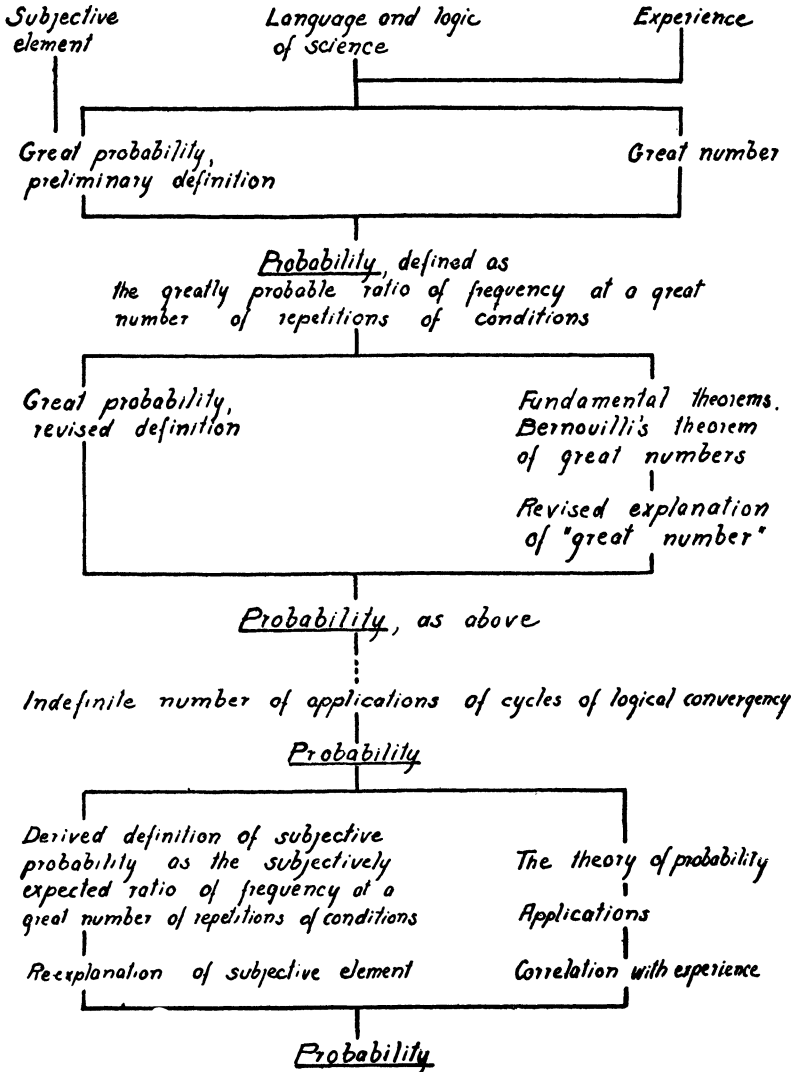 Subjective
element
Language and logic
of science
Experience
Great probability,
preliminary definition
Great number
Probability, defined as
the greatly probable ratio of frequency at a great
number of repetitions of conditions
Great probability,
revised definition
Fundamental theorems.
Bernouilli's theorem
of great numbers
Revised explanation
of "great number"
Probability, as above
Indefinite number of applications of cycles of logical convergency
Probability
Derived definition of subjective
probability as the subjectively
expected ratio of frequency at a
great number of repetitions of conditions
Re-explanation of subjective element
The theory of probability
Applications
Correlation with experience
Probability